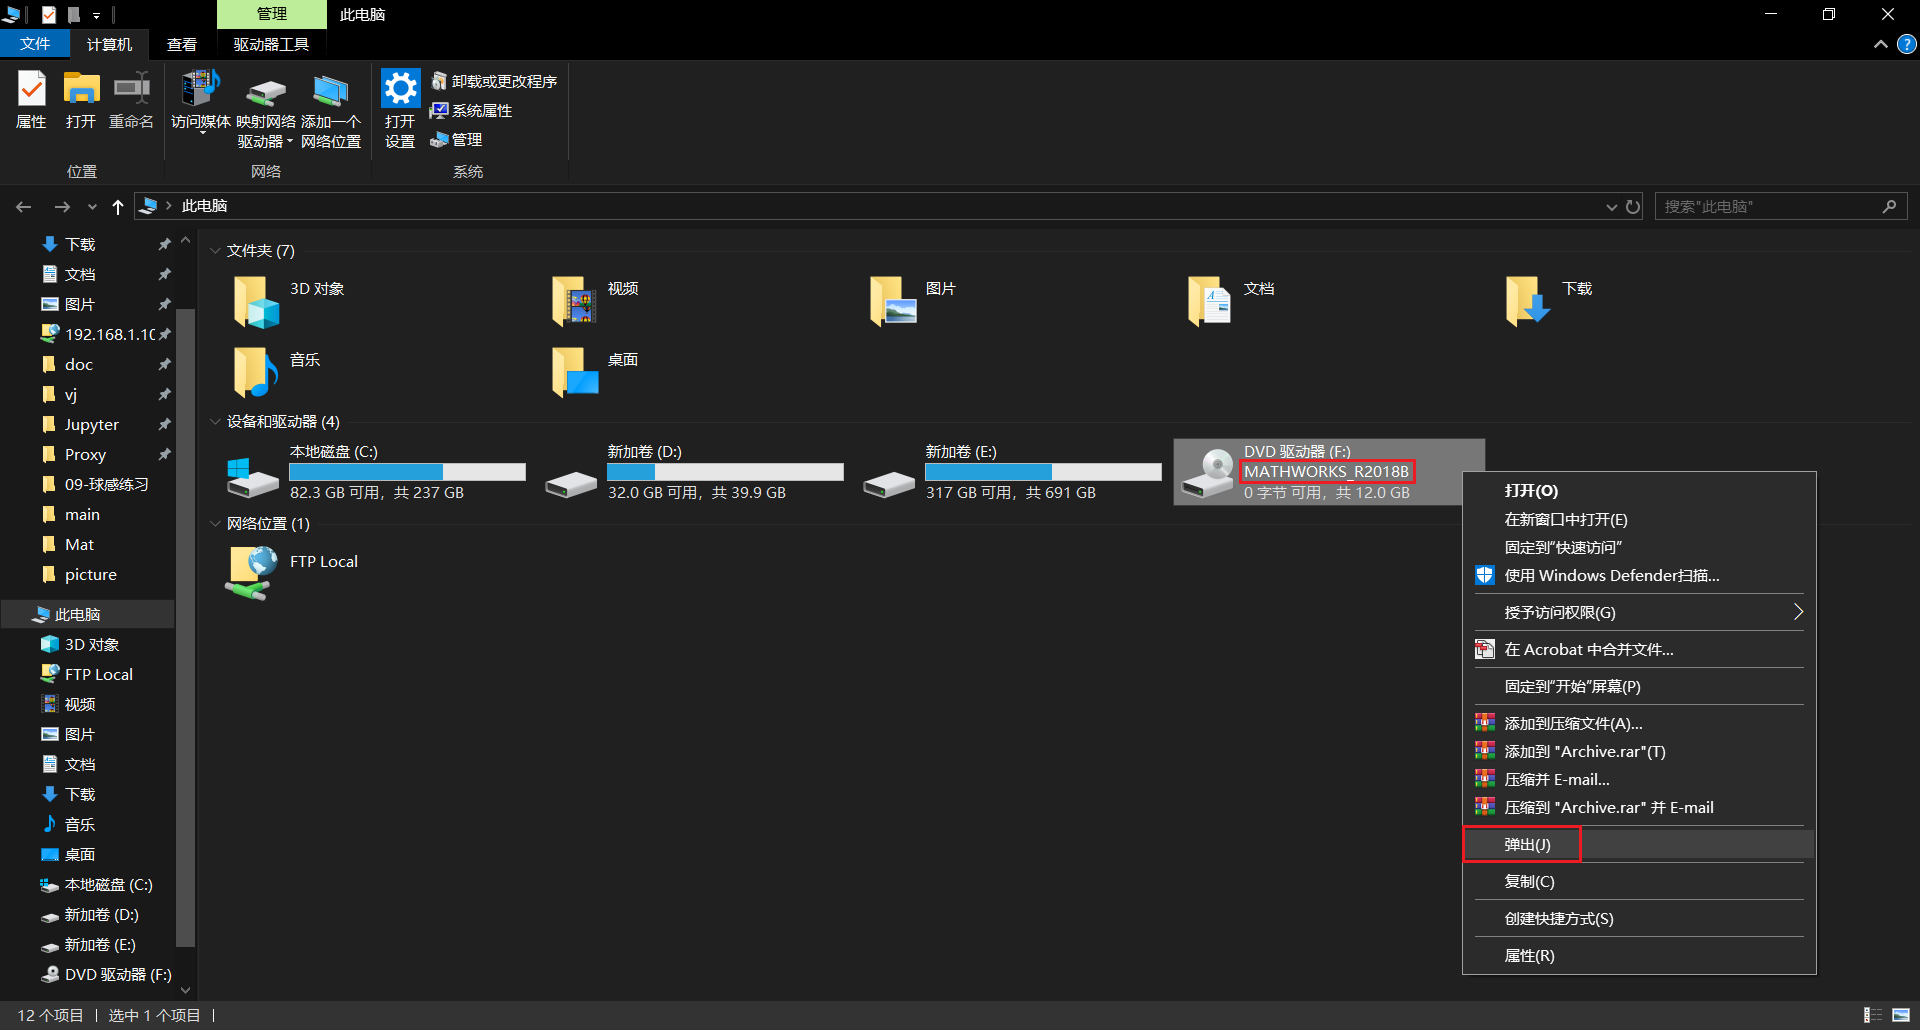 管理
此电脑
文件
计算机
查看
驱动器工具
属性
打开
重命名
访问媒体
映射网络
驱动器
添加一个
网络位置
打开
设置
卸载或更改程序
系统属性
管理
位置
网络
系统
此电脑
搜索"此电脑"
下载
文档
图片
192.168.1.10
doc
vj
Jupyter
Proxy
09-球感练习
main
Mat
picture
此电脑
3D 对象
FTP Local
视频
图片
文档
下载
音乐
桌面
本地磁盘 (C:)
新加卷 (D:)
新加卷 (E:)
DVD 驱动器 (F:)
文件夹 (7)
3D 对象
视频
图片
文档
下载
音乐
桌面
设备和驱动器 (4)
本地磁盘 (C:)
82.3 GB 可用，共 237 GB
新加卷 (D:)
32.0 GB 可用，共 39.9 GB
新加卷 (E:)
317 GB 可用，共 691 GB
DVD 驱动器 (F:)
MATHWORKS_R2018B
0 字节 可用，共 12.0 GB
网络位置 (1)
FTP Local
打开(O)
在新窗口中打开(E)
固定到"快速访问"
使用 Windows Defender扫描...
授予访问权限(G)
在 Acrobat 中合并文件...
固定到"开始"屏幕(P)
添加到压缩文件(A)...
添加到 "Archive.rar"(T)
压缩并 E-mail...
压缩到 "Archive.rar" 并 E-mail
弹出(J)
复制(C)
创建快捷方式(S)
属性(R)
12 个项目
选中 1 个项目